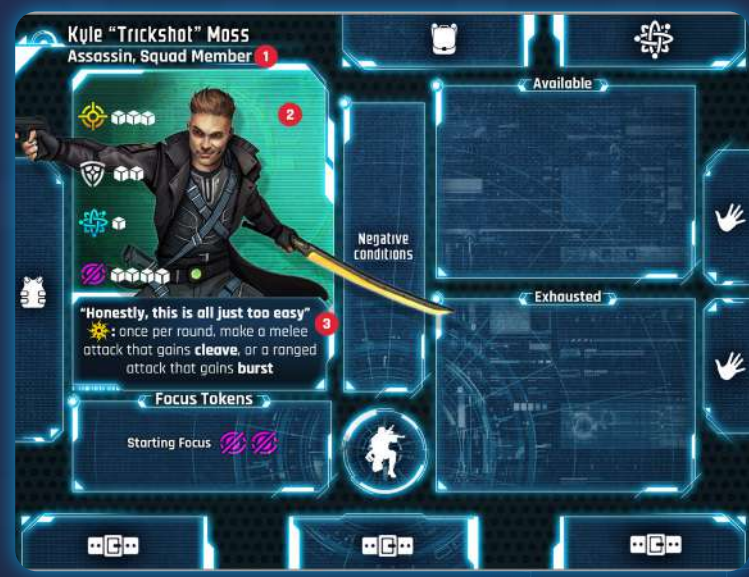 Kyle “Trickshot” Moss
Assassin, Squad Member 1
2
Available
Negative
conditions
Exhausted
“Honestly, this is all just too easy”
: once per round, make a melee
attack that gains cleave, or a ranged
attack that gains burst
3
Focus Tokens
Starting Focus